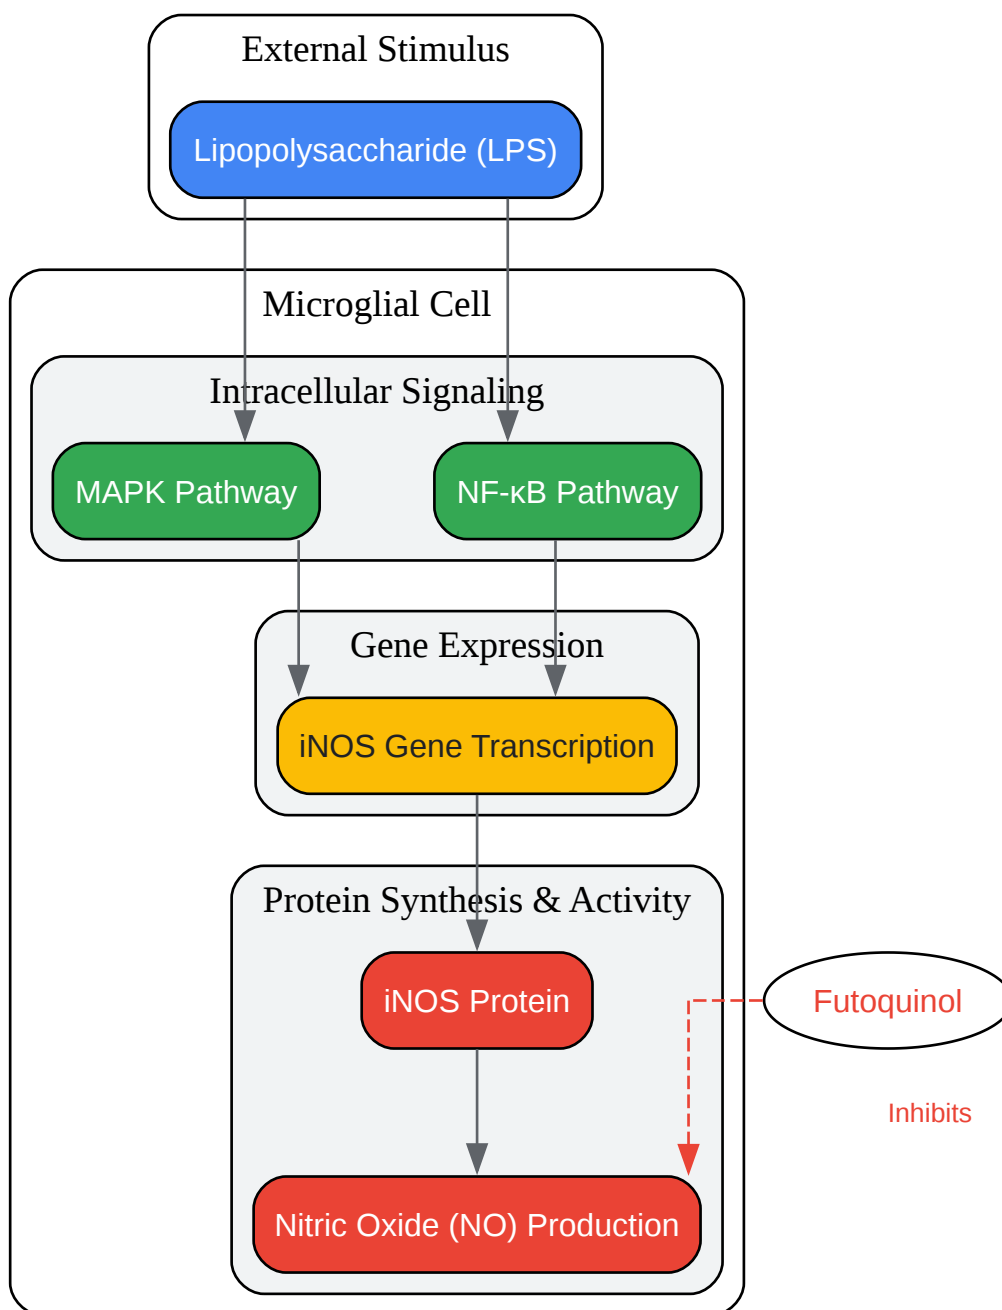 External Stimulus
Lipopolysaccharide (LPS)
Microglial Cell
Intracellular Signaling
MAPK Pathway
NF-κB Pathway
Gene Expression
iNOS Gene Transcription
Protein Synthesis & Activity
iNOS Protein
Futoquinol
Inhibits
Nitric Oxide (NO) Production